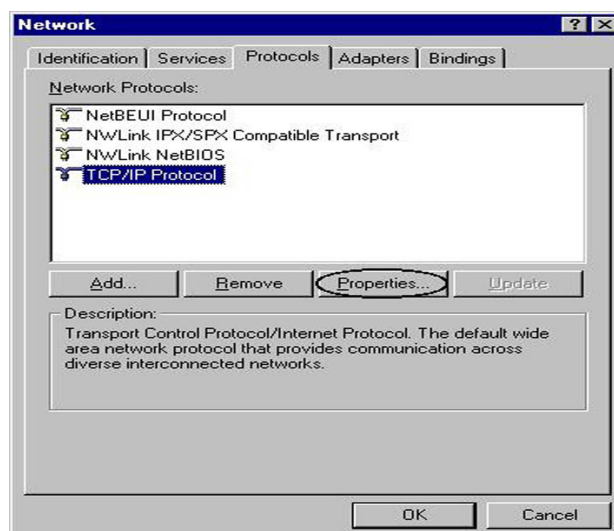 Network
Identification Services Protocols Adapters Bindings
Network Protocols:
NetBEUI Protocol
NWLink IPX/SPX Compatible Transport
NWLink NetBIOS
TCP/IP Protocol
Add... Remove Properties... Update
Description:
Transport Control Protocol/Internet Protocol. The default wide
area network protocol that provides communication across
diverse interconnected networks.
OK Cancel